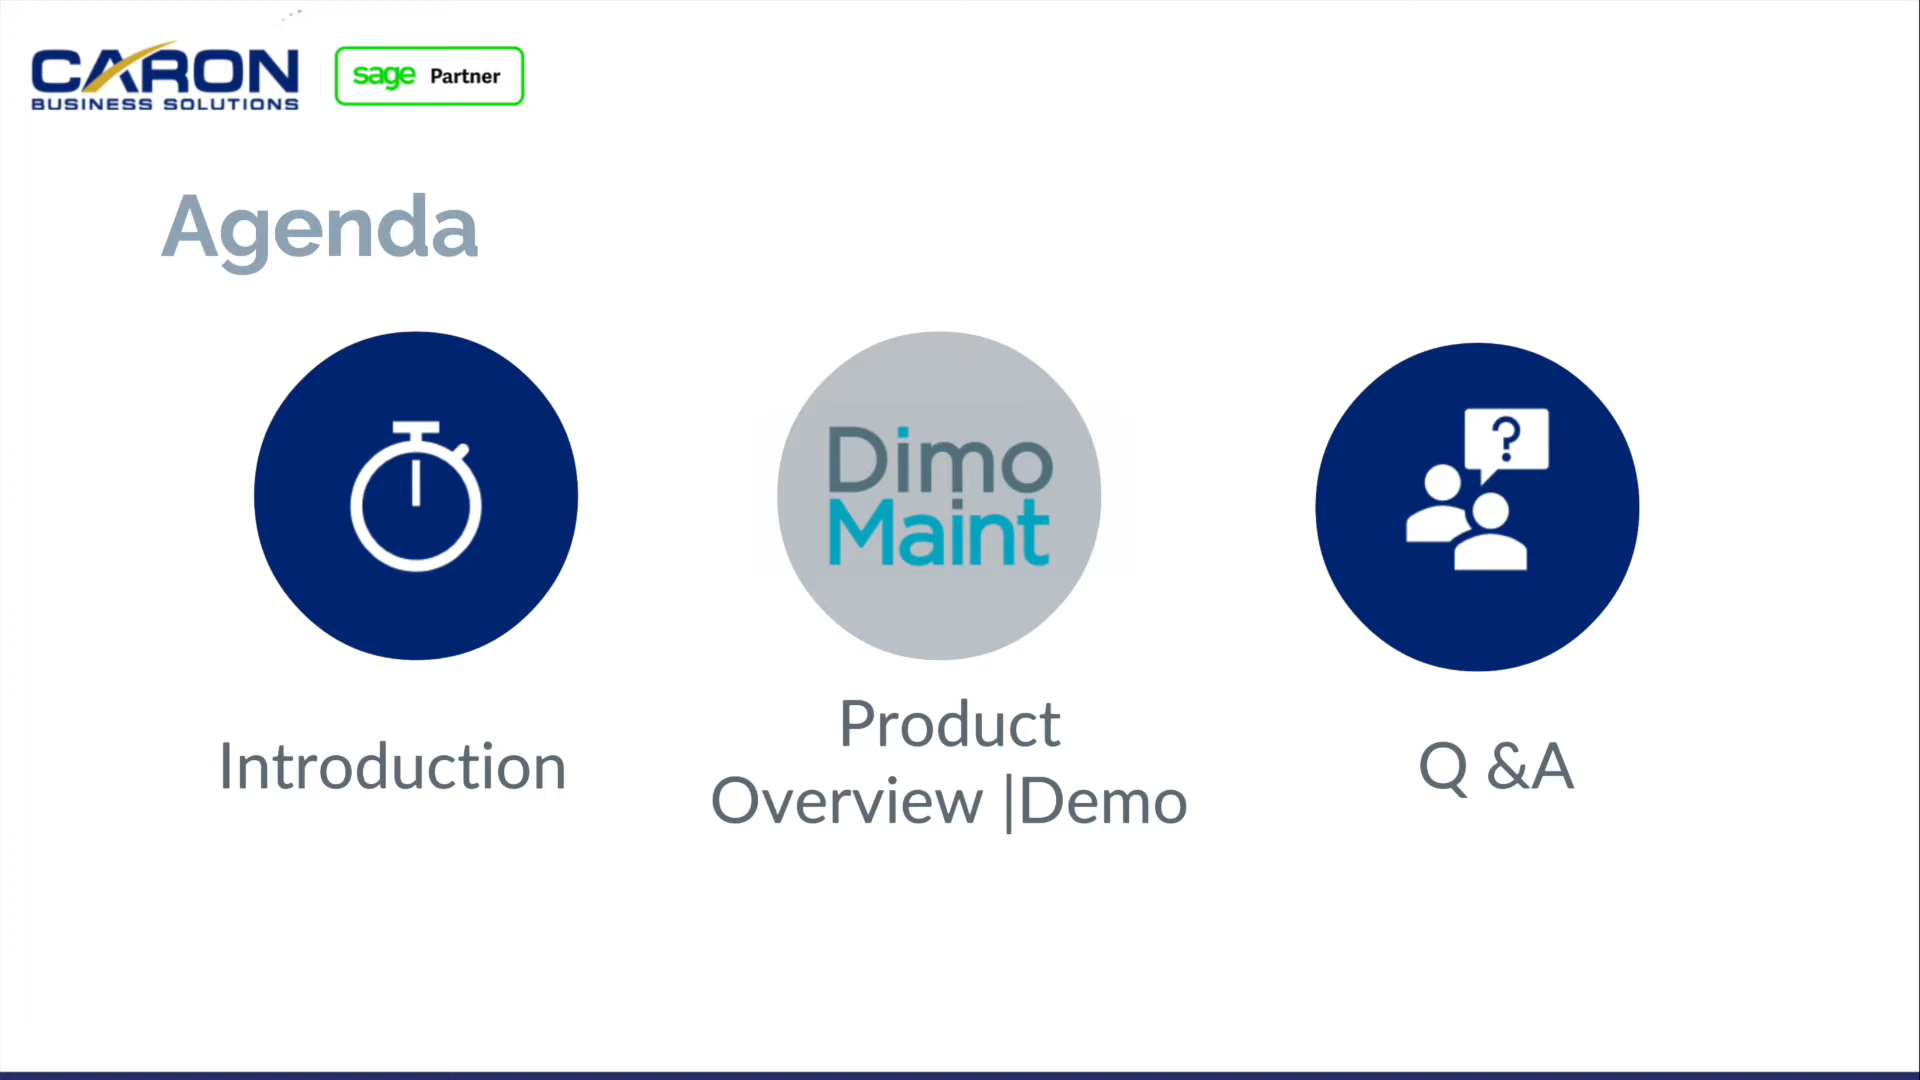 CARON
BUSINESS SOLUTIONS
sage Partner
Agenda
Dimo
Maint
?
Introduction
Product
Overview |Demo
Q &A